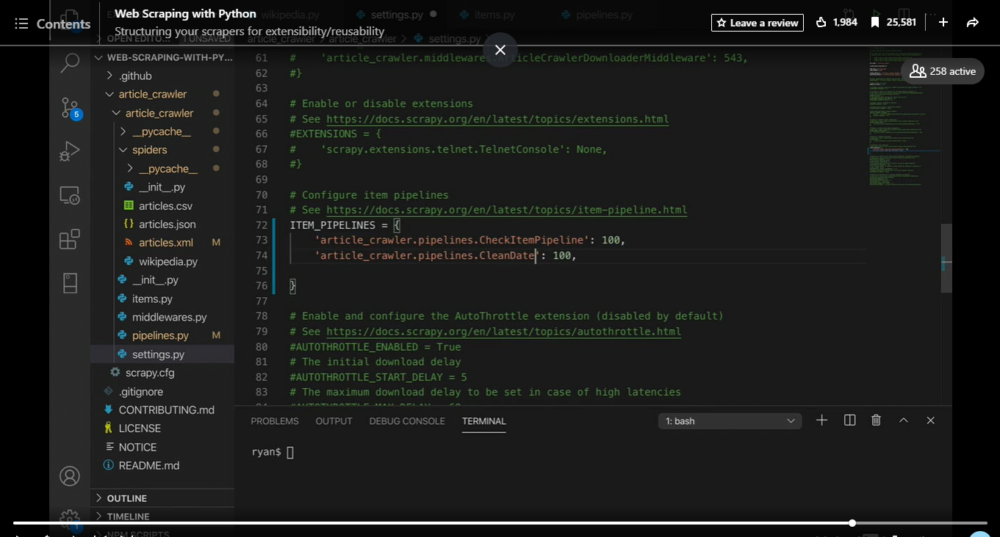 Contents
Web Scraping with Python
Structuring your scrapers for extensibility/reusability
wikipedia.py
settings.py
items.py
pipelines.py
Leave a review
1,984
25,581
258 active
OPEN EDITO...
1 UNSAVED
article_crawler > article_crawler > settings.py
WEB-SCRAPING-WITH-PY...
.github
article_crawler
article_crawler
__pycache__
spiders
__pycache__
__init__.py
articles.csv
articles.json
articles.xml M
wikipedia.py
__init__.py
items.py
middlewares.py
pipelines.py M
settings.py
scrapy.cfg
.gitignore
CONTRIBUTING.md
LICENSE
NOTICE
README.md
OUTLINE
TIMELINE
NPM SCRIPTS
5
1
61 # 'article_crawler.middlewares.ArticleCrawlerDownloaderMiddleware': 543,
62 #}
63
64 # Enable or disable extensions
65 # See https://docs.scrapy.org/en/latest/topics/extensions.html
66 #EXTENSIONS = {
67 # 'scrapy.extensions.telnet.TelnetConsole': None,
68 #}
69
70 # Configure item pipelines
71 # See https://docs.scrapy.org/en/latest/topics/item-pipeline.html
72 ITEM_PIPELINES = {
73 'article_crawler.pipelines.CheckItemPipeline': 100,
74 'article_crawler.pipelines.CleanDate': 100,
75
76 }
77
78 # Enable and configure the AutoThrottle extension (disabled by default)
79 # See https://docs.scrapy.org/en/latest/topics/autothrottle.html
80 #AUTOTHROTTLE_ENABLED = True
81 # The initial download delay
82 #AUTOTHROTTLE_START_DELAY = 5
83 # The maximum download delay to be set in case of high latencies
PROBLEMS OUTPUT DEBUG CONSOLE TERMINAL
1: bash
ryan$